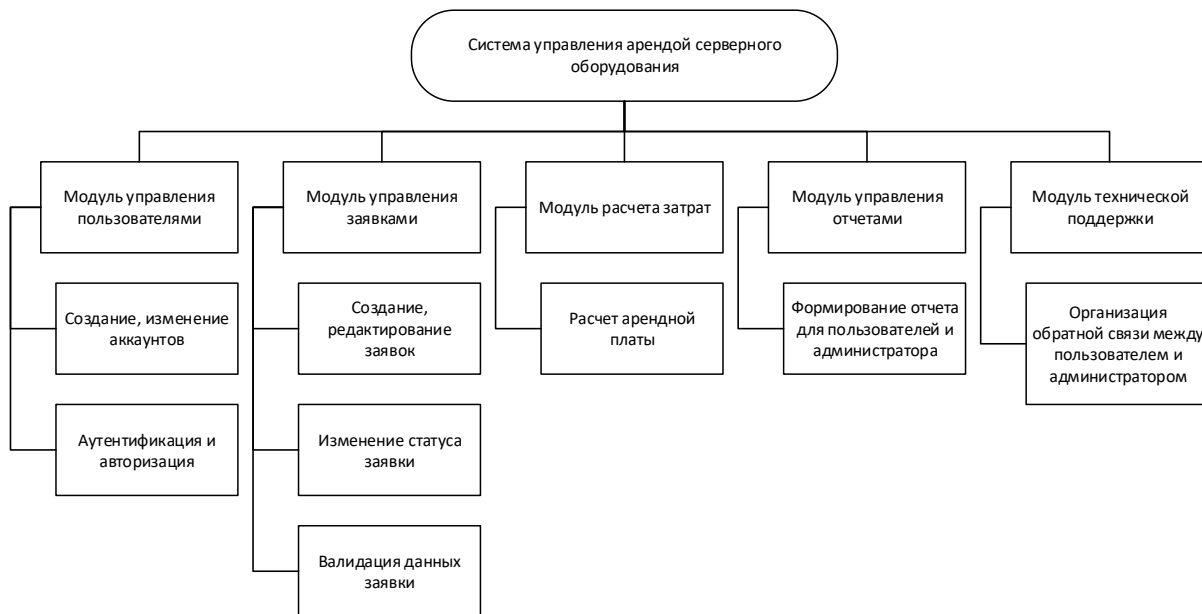 Система управления арендой серверного
оборудования
Модуль управления
пользователями
Создание, изменение
аккаунтов
Аутентификация и
авторизация
Модуль управления
заявками
Создание,
редактирование
заявок
Изменение статуса
заявки
Валидация данных
заявки
Модуль расчета затрат
Расчет арендной
платы
Модуль управления
отчетами
Формирование отчета
для пользователей и
администратора
Модуль технической
поддержки
Организация
обратной связи между
пользователем и
администратором